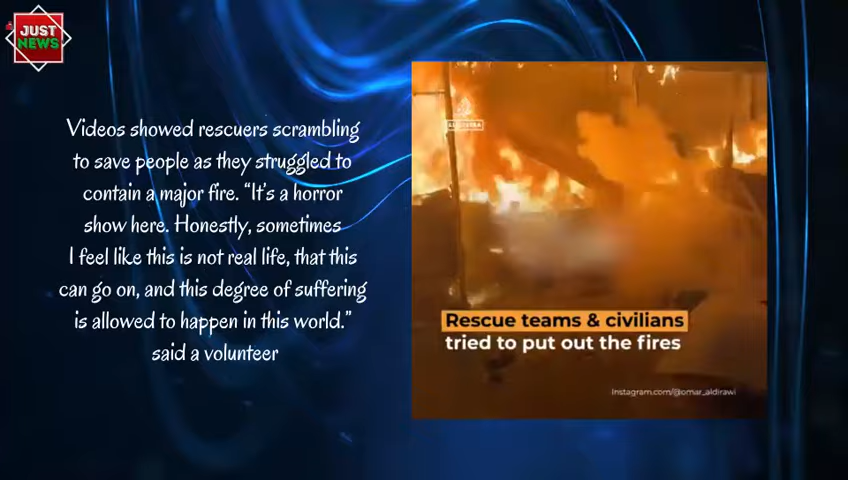 JUST
NEWS
Videos showed rescuers scrambling
to save people as they struggled to
contain a major fire. “It’s a horror
show here. Honestly, sometimes
I feel like this is not real life, that this
can go on, and this degree of suffering
is allowed to happen in this world.”
said a volunteer
Rescue teams & civilians
tried to put out the fires
Instagram.com/@omar_aldirawi